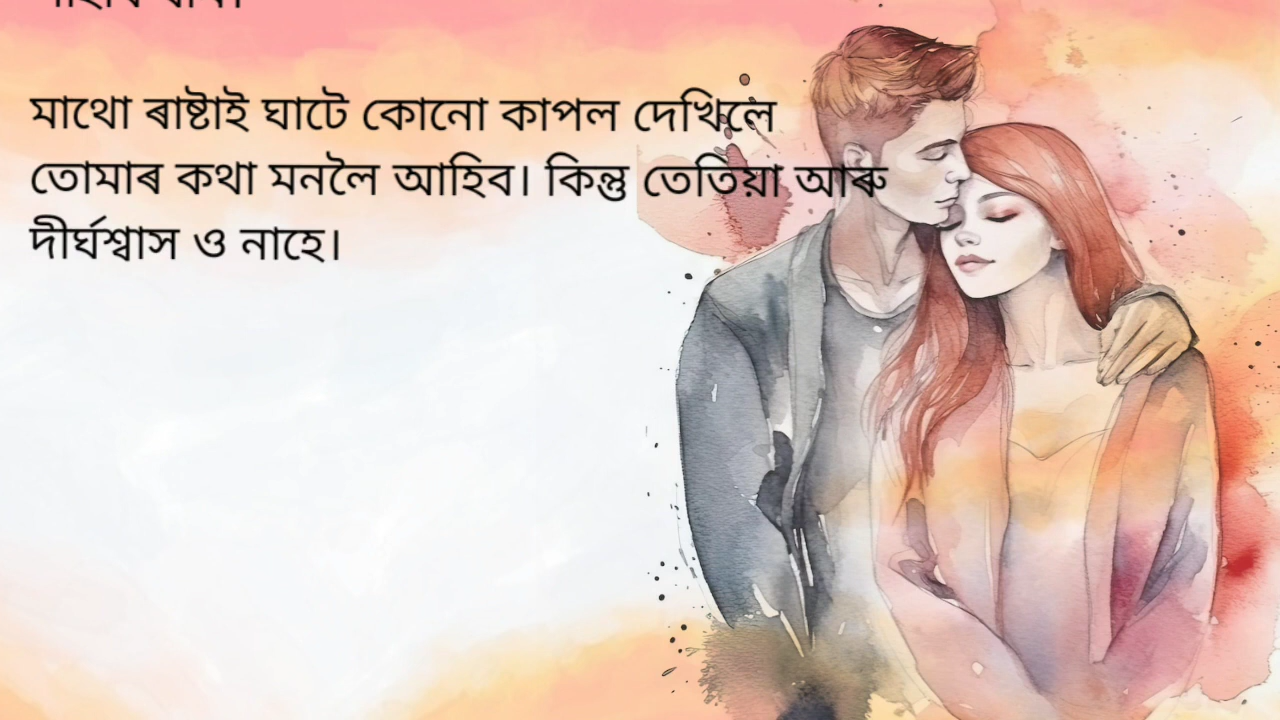 মাথো ৰাষ্টাই ঘাটে কোনো কাপল দেখিলে
তোমাৰ কথা মনলৈ আহিব। কিন্তু তেতিয়া আৰু
দীৰ্ঘশ্বাস ও নাহে।